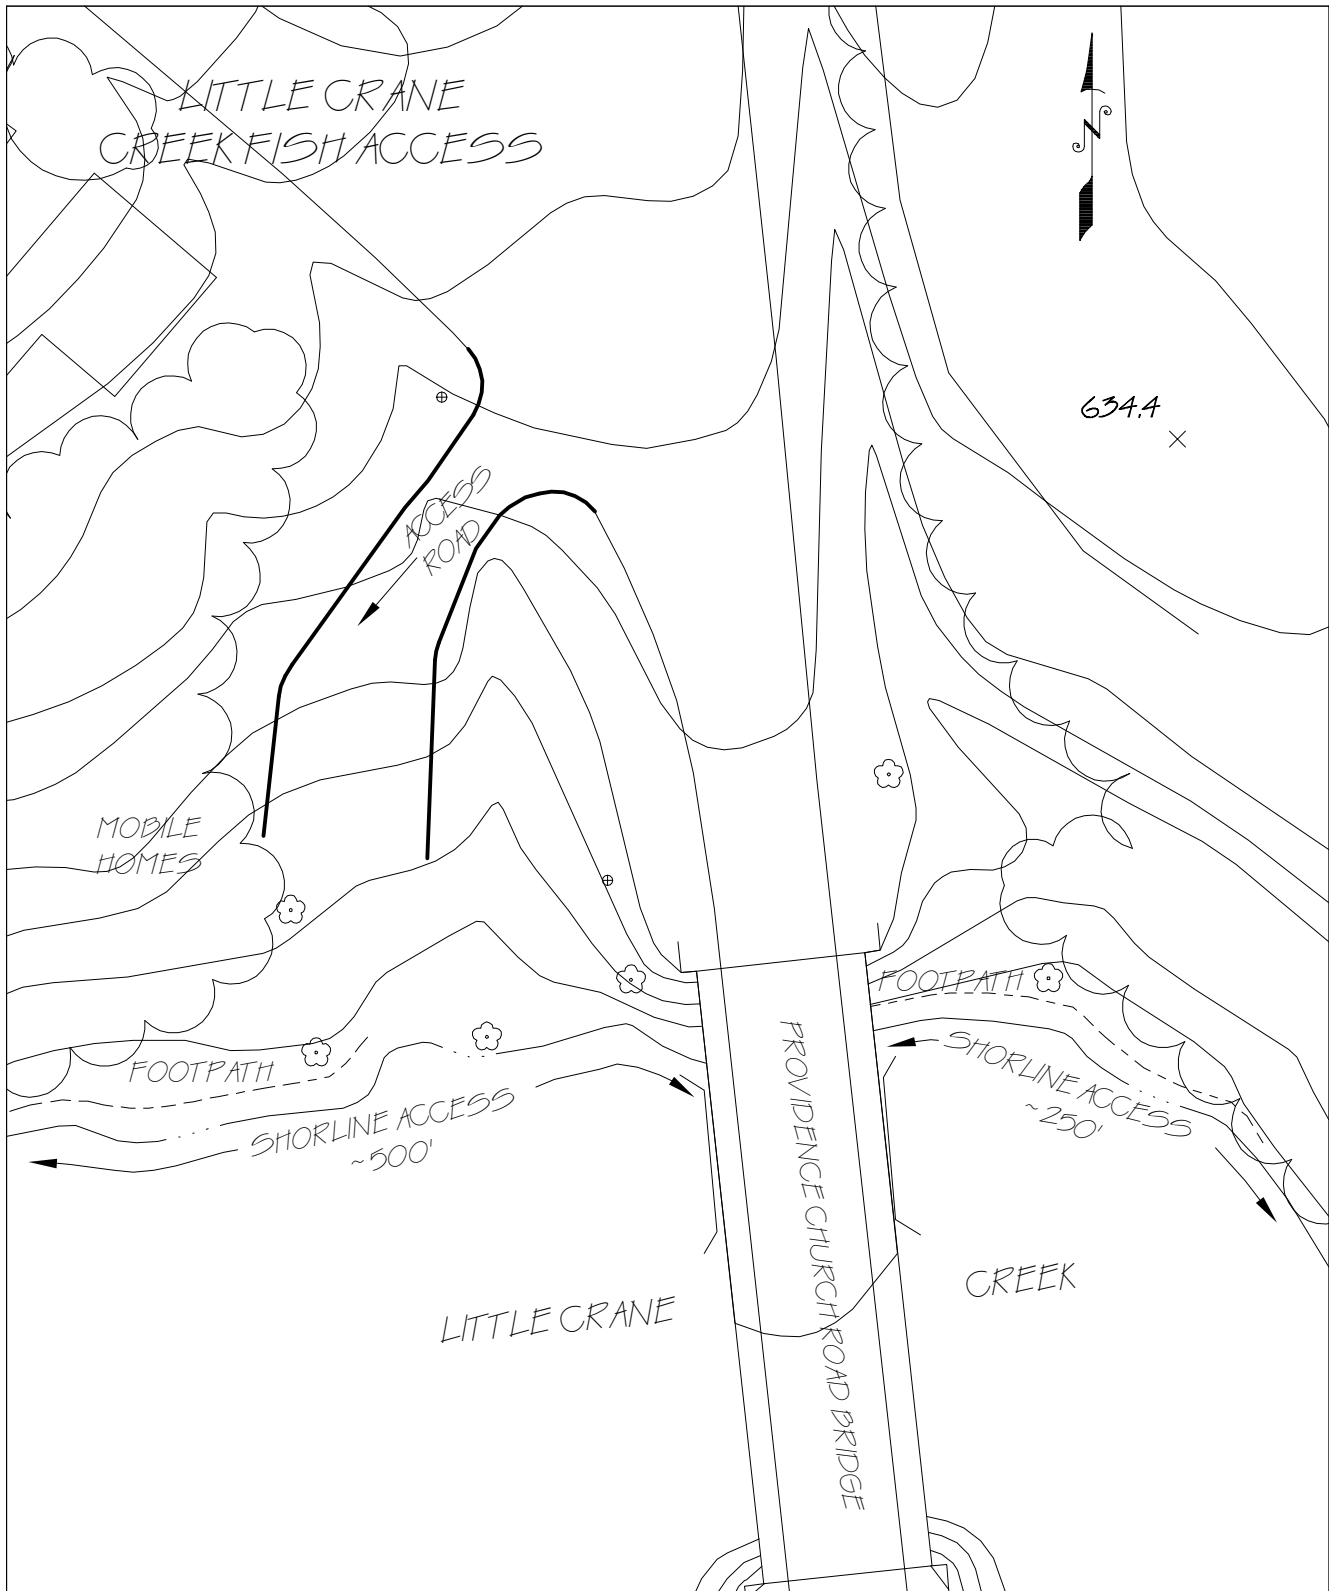 LITTLE CRANE
CREEK FISH ACCESS
N
634.4
ACCESS
ROAD
MOBILE
HOMES
FOOTPATH
FOOTPATH
SHORLINE ACCESS
~250'
SHORLINE ACCESS
~500'
PROVIDENCE CHURCH ROAD BRIDGE
LITTLE CRANE
CREEK